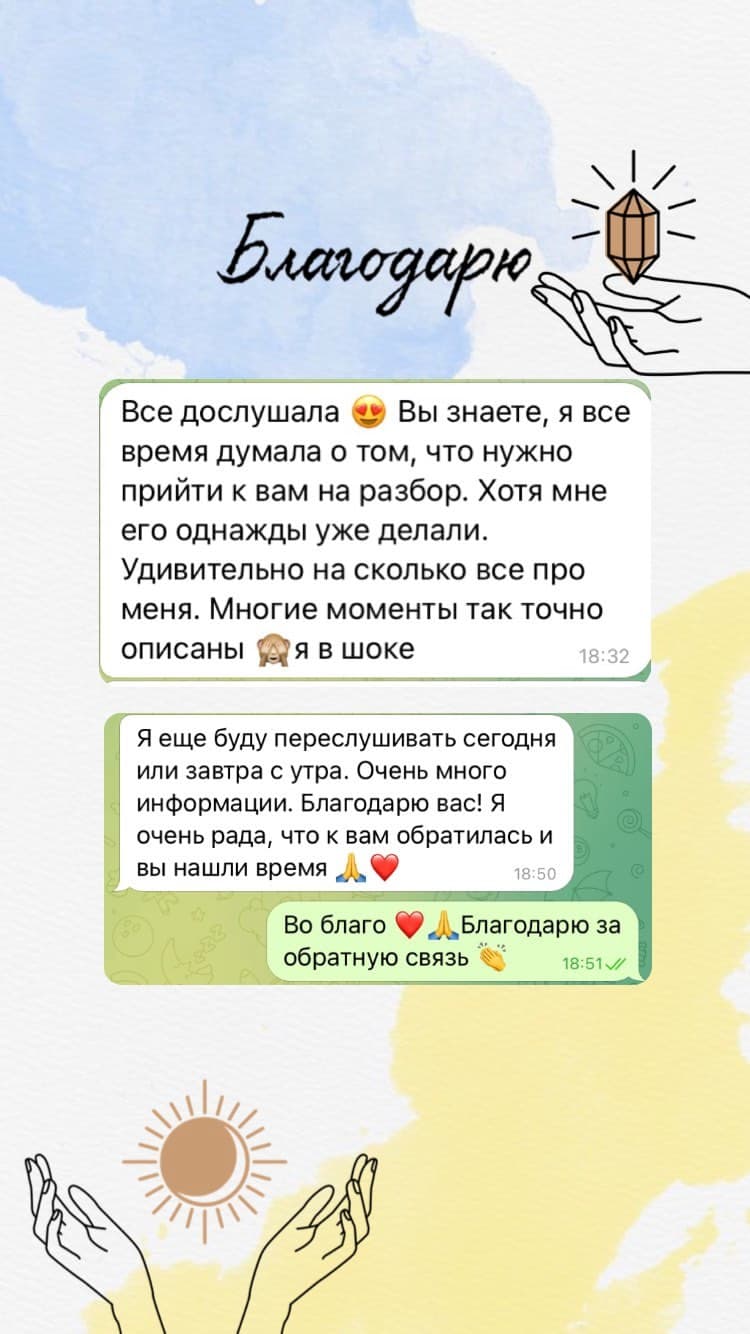 Благодарю
Все дослушала 😍 Вы знаете, я все
время думала о том, что нужно
прийти к вам на разбор. Хотя мне
его однажды уже делали.
Удивительно на сколько все про
меня. Многие моменты так точно
описаны 🙈я в шоке
18:32
Я еще буду переслушивать сегодня
или завтра с утра. Очень много
информации. Благодарю вас! Я
очень рада, что к вам обратилась и
вы нашли время 🙏❤️
18:50
Во благо ❤️🙏Благодарю за
обратную связь 👏
18:51